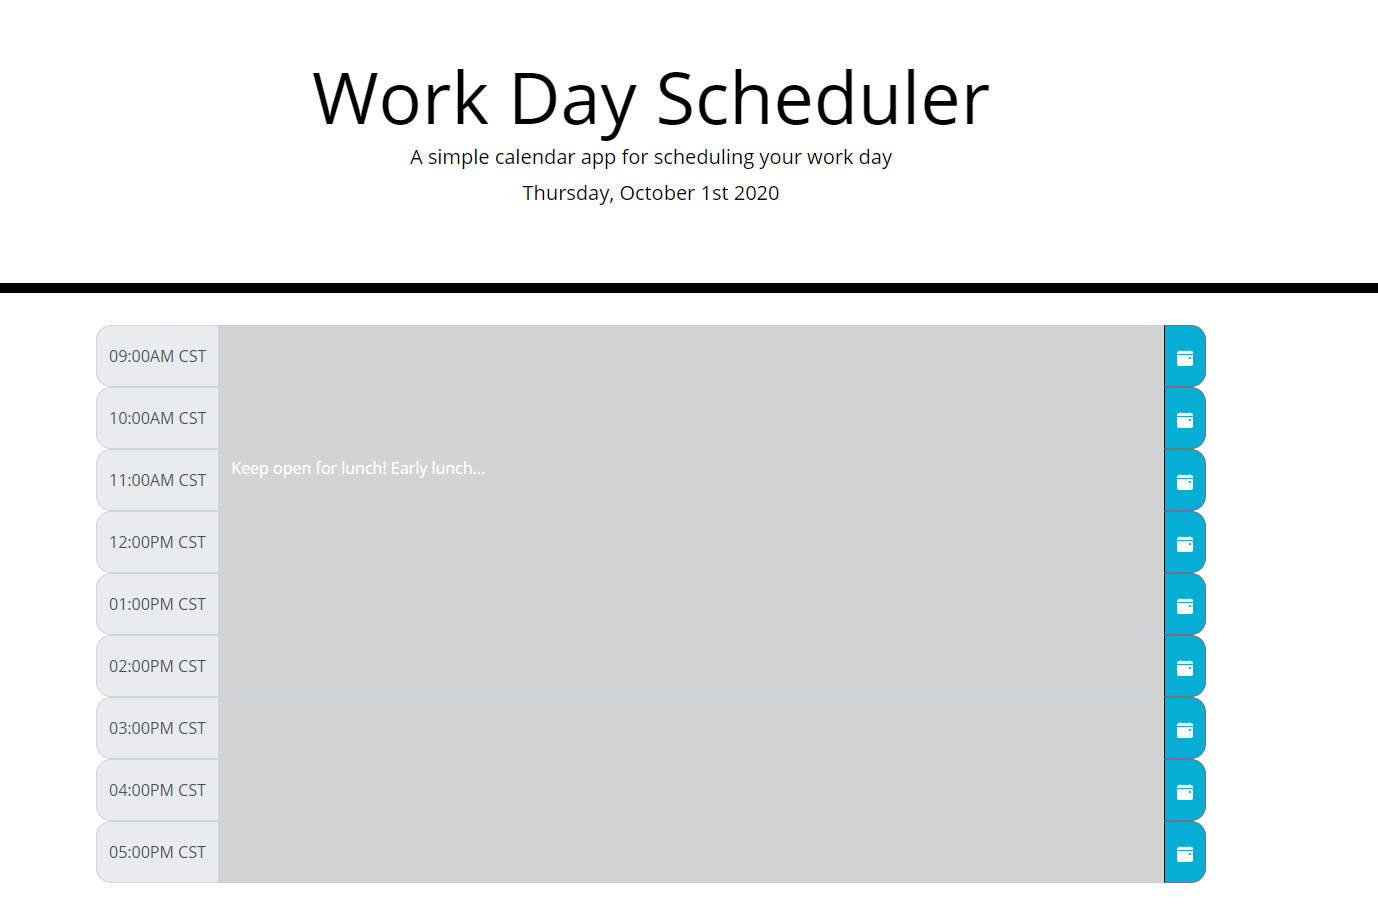 Work Day Scheduler
A simple calendar app for scheduling your work day
Thursday, October 1st 2020
09:00AM CST
10:00AM CST
11:00AM CST
Keep open for lunch! Early lunch...
12:00PM CST
01:00PM CST
02:00PM CST
03:00PM CST
04:00PM CST
05:00PM CST